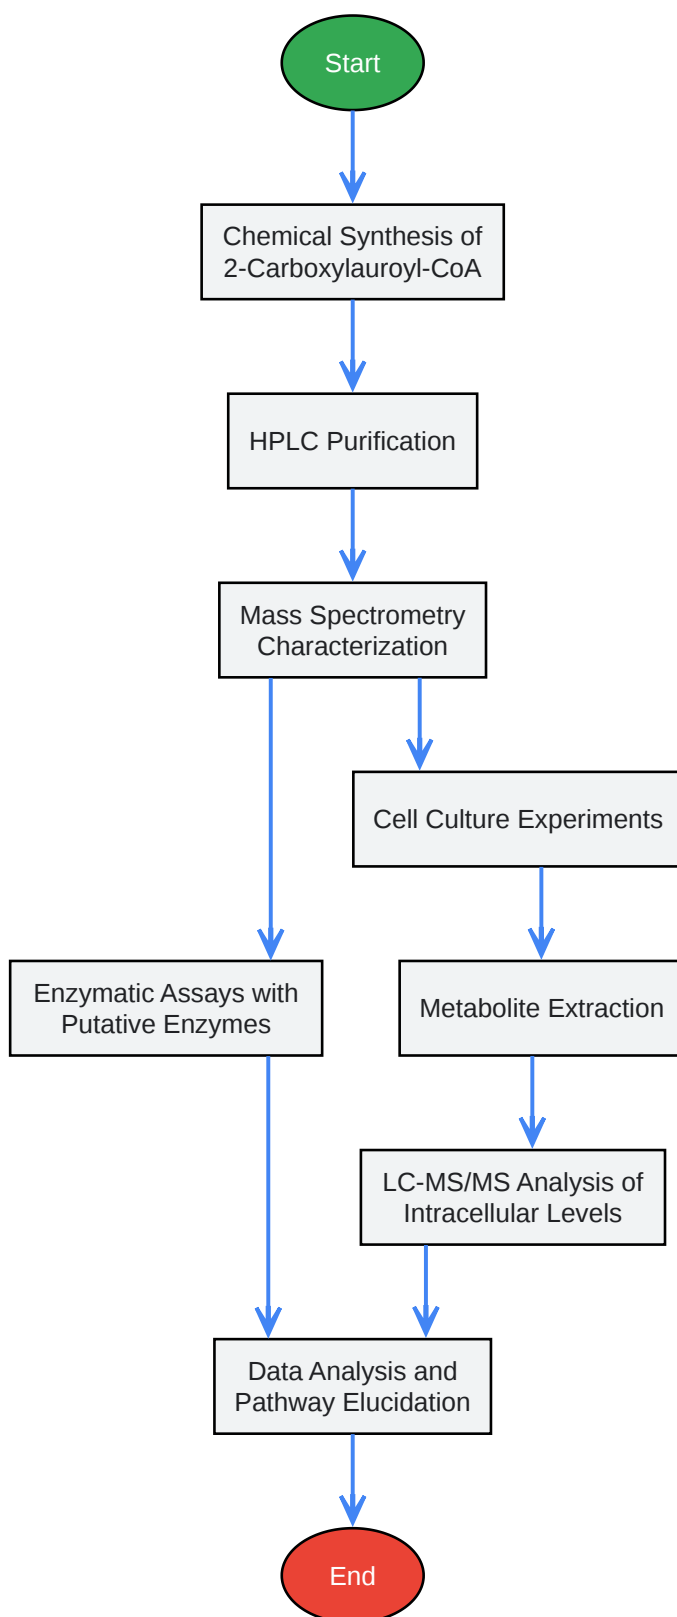 Start
Chemical Synthesis of
2-Carboxylauroyl-CoA
HPLC Purification
Mass Spectrometry
Characterization
Cell Culture Experiments
Enzymatic Assays with
Putative Enzymes
Metabolite Extraction
LC-MS/MS Analysis of
Intracellular Levels
Data Analysis and
Pathway Elucidation
End